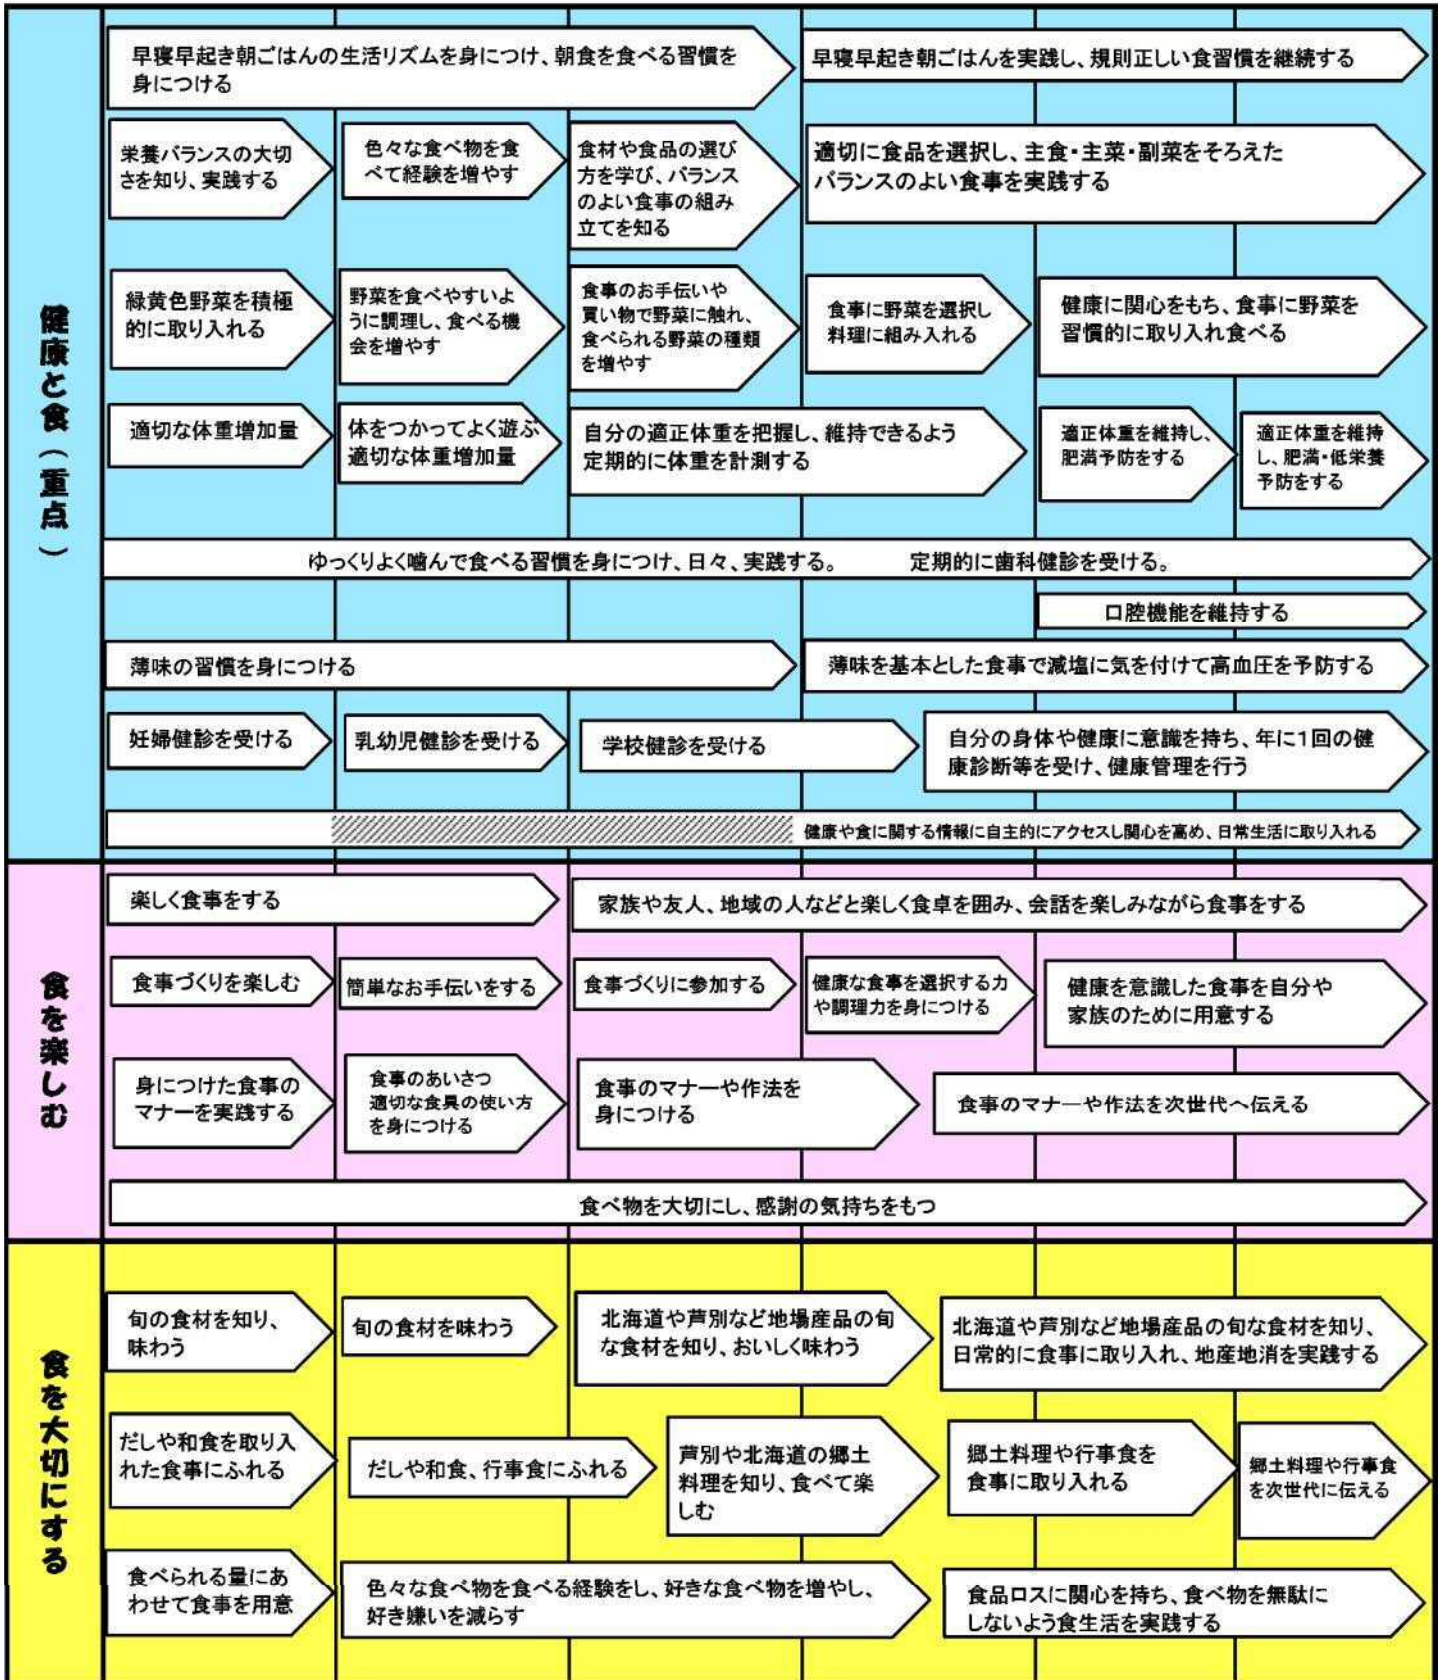 健康と食（重点）
早寝早起き朝ごはんの生活リズムを身につけ、朝食を食べる習慣を
身につける
早寝早起き朝ごはんを実践し、規則正しい食習慣を継続する
栄養バランスの大切
さを知り、実践する
色々な食べ物を食
べて経験を増やす
食材や食品の選び
方を学び、バランス
のよい食事の組み
立てを知る
適切に食品を選択し、主食・主菜・副菜をそろえた
バランスのよい食事を実践する
緑黄色野菜を積極
的に取り入れる
野菜を食べやすいよ
うに調理し、食べる機
会を増やす
食事のお手伝いや
買い物で野菜に触れ、
食べられる野菜の種類
を増やす
食事に野菜を選択し
料理に組み入れる
健康に関心をもち、食事に野菜を
習慣的に取り入れ食べる
適切な体重増加量
体をつかってよく遊ぶ
適切な体重増加量
自分の適正体重を把握し、維持できるよう
定期的に体重を計測する
適正体重を維持し、
肥満予防をする
適正体重を維持
し、肥満・低栄養
予防をする
ゆっくりよく噛んで食べる習慣を身につけ、日々、実践する。 定期的に歯科健診を受ける。
口腔機能を維持する
薄味の習慣を身につける
薄味を基本とした食事で減塩に気を付けて高血圧を予防する
妊婦健診を受ける
乳幼児健診を受ける
学校健診を受ける
自分の身体や健康に意識を持ち、年に1回の健
康診断等を受け、健康管理を行う
健康や食に関する情報に自主的にアクセスし関心を高め、日常生活に取り入れる
食を楽しむ
楽しく食事をする
家族や友人、地域の人などと楽しく食卓を囲み、会話を楽しみながら食事をする
食事づくりを楽しむ
簡単なお手伝いをする
食事づくりに参加する
健康な食事を選択する力
や調理力を身につける
健康を意識した食事を自分や
家族のために用意する
身につけた食事の
マナーを実践する
食事のあいさつ
適切な食具の使い方
を身につける
食事のマナーや作法を
身につける
食事のマナーや作法を次世代へ伝える
食べ物を大切にし、感謝の気持ちをもつ
食を大切にする
旬の食材を知り、
味わう
旬の食材を味わう
北海道や芦別など地場産品の旬
な食材を知り、おいしく味わう
北海道や芦別など地場産品の旬な食材を知り、
日常的に食事に取り入れ、地産地消を実践する
だしや和食を取り入
れた食事にふれる
だしや和食、行事食にふれる
芦別や北海道の郷土
料理を知り、食べて楽
しむ
郷土料理や行事食を
食事に取り入れる
郷土料理や行事食
を次世代に伝える
食べられる量にあ
わせて食事を用意
色々な食べ物を食べる経験をし、好きな食べ物を増やし、
好き嫌いを減らす
食品ロスに関心を持ち、食べ物を無駄に
しないよう食生活を実践する